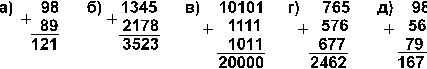 а) 98 б) 1345 в) 10101 г) 765 д) 98
+ 89 + 2178 + 1111 + 576 + 56
121 3523 1011 677 79
20000 2462 167